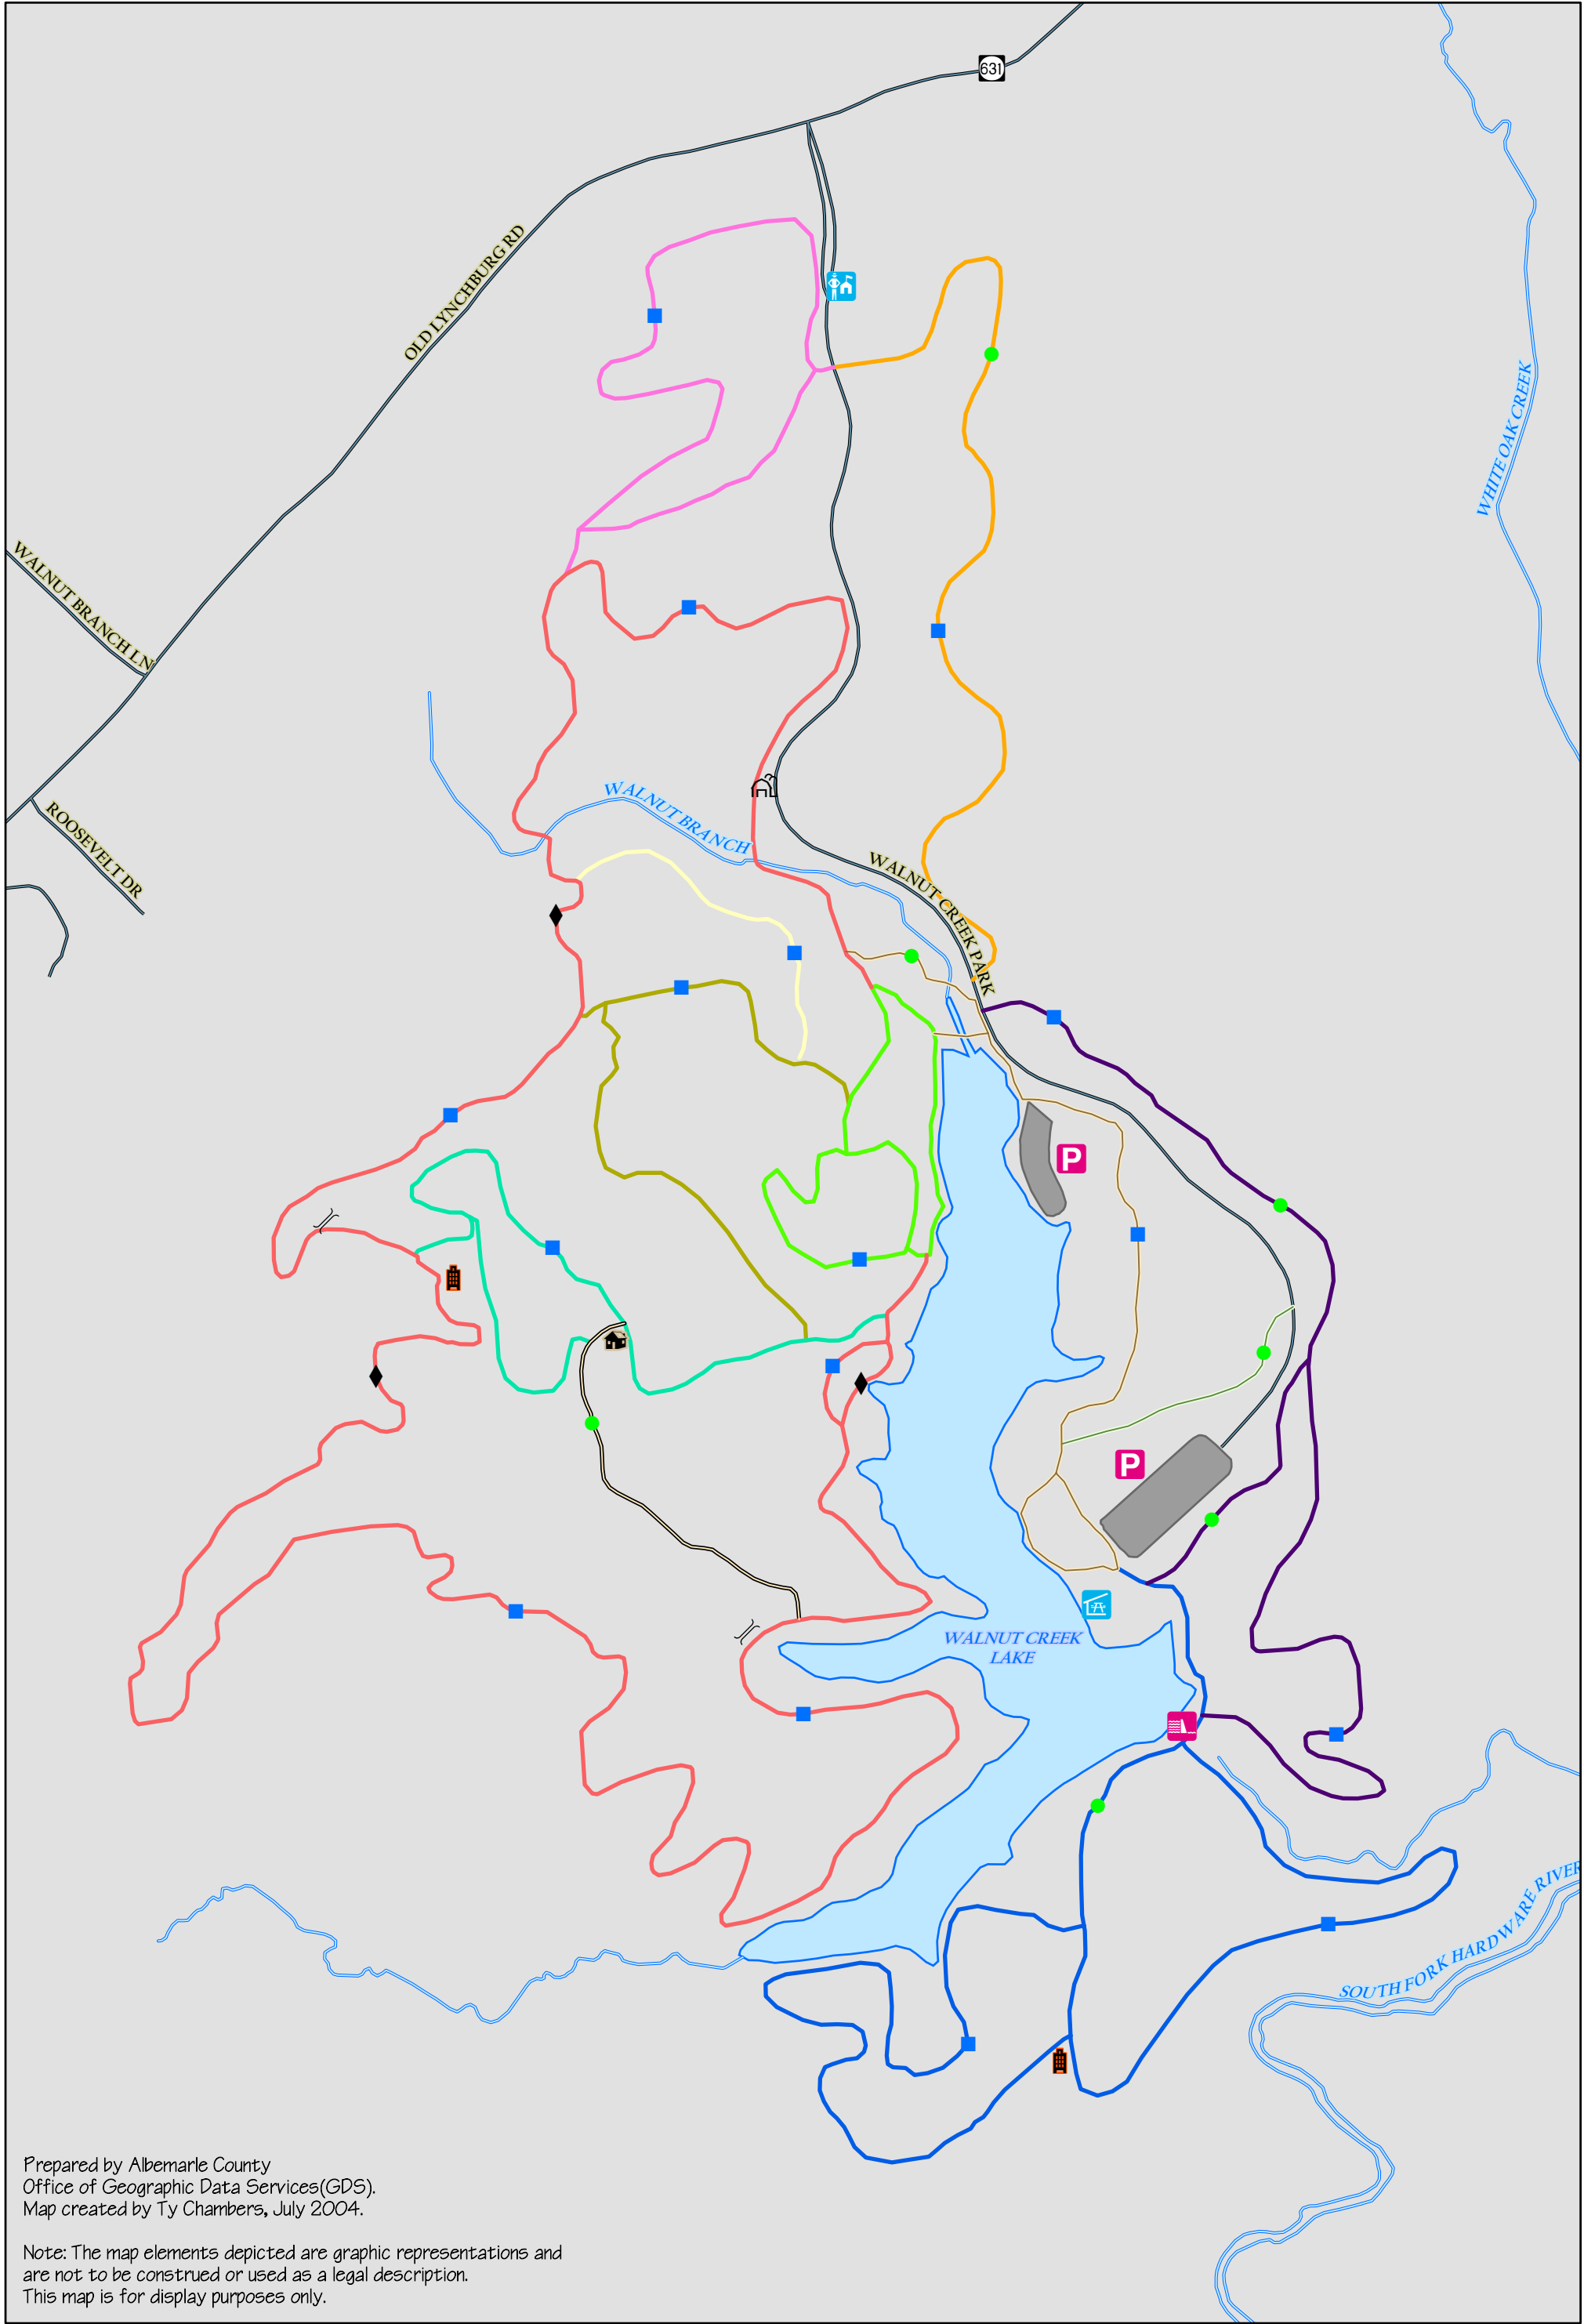 631
OLD LYNCHBURG RD
WHITE OAK CREEK
WALNUT BRANCH LN
WALNUT BRANCH
ROOSEVELT DR
WALNUT CREEK PARK
P
P
WALNUT CREEK
LAKE
SOUTH FORK HARDWARE RIVER
Prepared by Albemarle County
Office of Geographic Data Services(GDS).
Map created by Ty Chambers, July 2004.
Note: The map elements depicted are graphic representations and
are not to be construed or used as a legal description.
This map is for display purposes only.